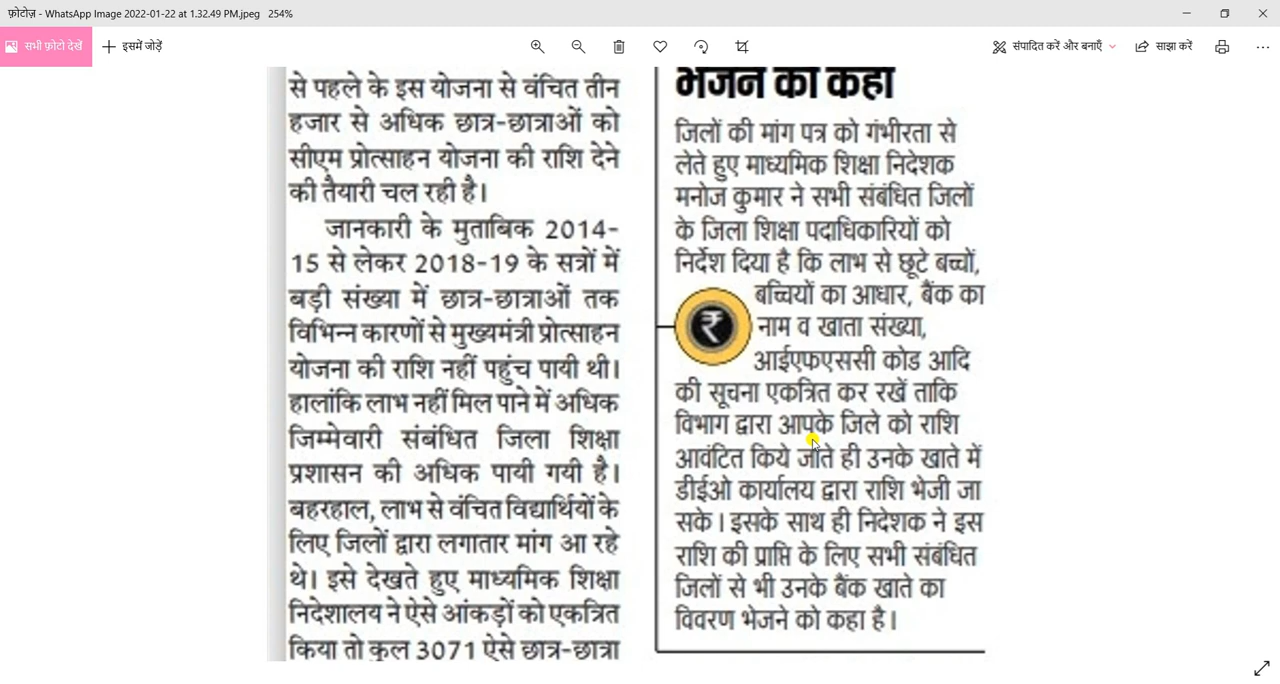 फ़ोटोज़ - WhatsApp Image 2022-01-22 at 1.32.49 PM.jpeg 254%
सभी फ़ोटो देखें
इसमें जोड़ें
संपादित करें और बनाएँ
साझा करें
से पहले के इस योजना से वंचित तीन
हजार से अधिक छात्र-छात्राओं को
सीएम प्रोत्साहन योजना की राशि देने
की तैयारी चल रही है।
जानकारी के मुताबिक 2014-
15 से लेकर 2018-19 के सत्रों में
बड़ी संख्या में छात्र-छात्राओं तक
विभिन्न कारणों से मुख्यमंत्री प्रोत्साहन
योजना की राशि नहीं पहुंच पायी थी।
हालांकि लाभ नहीं मिल पाने में अधिक
जिम्मेवारी संबंधित जिला शिक्षा
प्रशासन की अधिक पायी गयी है।
बहरहाल, लाभ से वंचित विद्यार्थियों के
लिए जिलों द्वारा लगातार मांग आ रहे
थे। इसे देखते हुए माध्यमिक शिक्षा
निदेशालय ने ऐसे आंकड़ों को एकत्रित
किया तो कुल 3071 ऐसे छात्र-छात्रा
भेजने को कहा
जिलों की मांग पत्र को गंभीरता से
लेते हुए माध्यमिक शिक्षा निदेशक
मनोज कुमार ने सभी संबंधित जिलों
के जिला शिक्षा पदाधिकारियों को
निर्देश दिया है कि लाभ से छूटे बच्चों,
बच्चियों का आधार, बैंक का
नाम व खाता संख्या,
आईएफएससी कोड आदि
की सूचना एकत्रित कर रखें ताकि
विभाग द्वारा आपके जिले को राशि
आवंटित किये जाते ही उनके खाते में
डीईओ कार्यालय द्वारा राशि भेजी जा
सके। इसके साथ ही निदेशक ने इस
राशि की प्राप्ति के लिए सभी संबंधित
जिलों से भी उनके बैंक खाते का
विवरण भेजने को कहा है।
₹